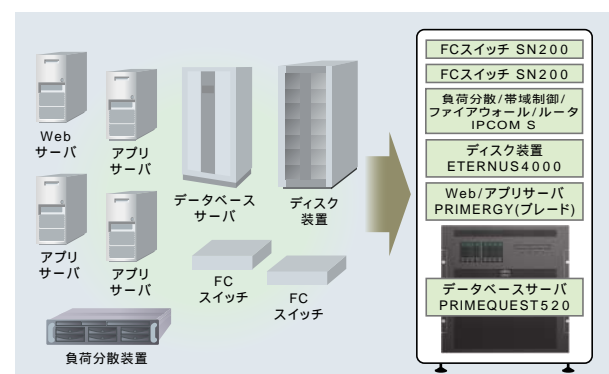 Web
サーバ
アプリ
サーバ
アプリ
サーバ
アプリ
サーバ
データベース
サーバ
ディスク
装置
FC
スイッチ
FC
スイッチ
負荷分散装置
FCスイッチ SN200
FCスイッチ SN200
負荷分散/帯域制御/
ファイアウォール/ルータ
IPCOM S
ディスク装置
ETERNUS4000
Web/アプリサーバ
PRIMERGY(ブレード)
データベースサーバ
PRIMEQUEST520